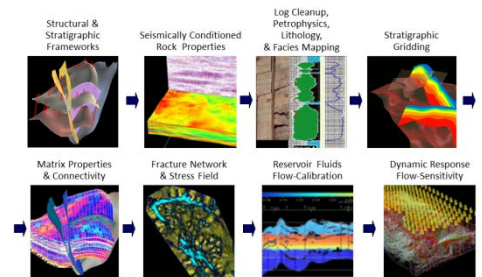 Structural &
Stratigraphic
Frameworks
Seismically Conditioned
Rock Properties
Log Cleanup,
Petrophysics,
Lithology,
& Facies Mapping
Stratigraphic
Gridding
Matrix Properties
& Connectivity
Fracture Network
& Stress Field
Reservoir Fluids
Flow-Calibration
Dynamic Response
Flow-Sensitivity